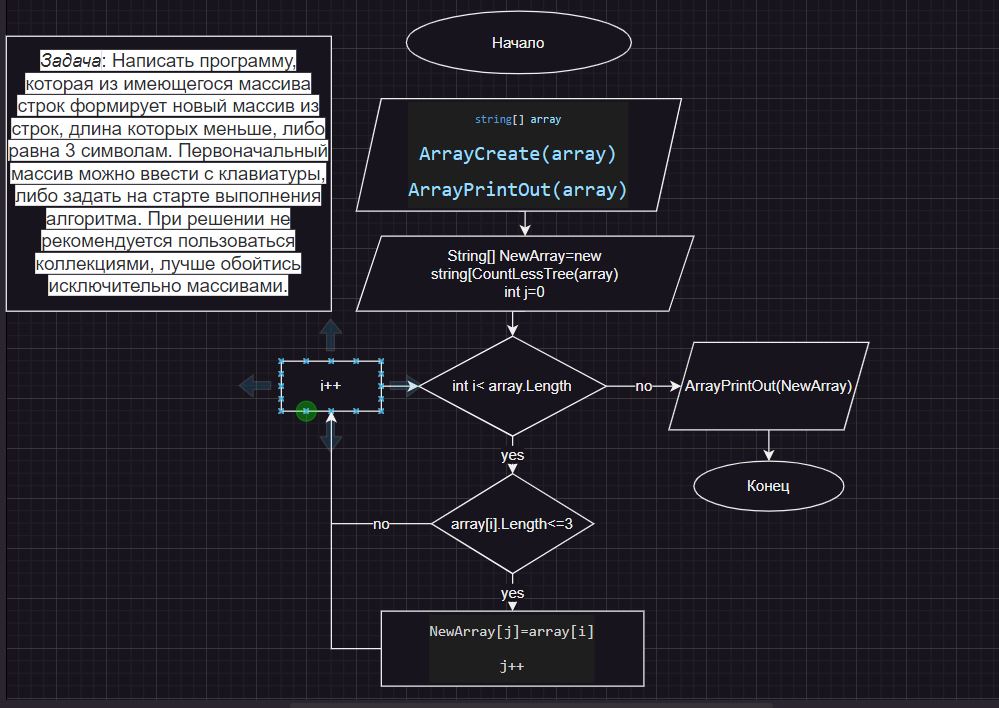 Начало
Задача: Написать программу,
которая из имеющегося массива
строк формирует новый массив из
строк, длина которых меньше, либо
равна 3 символам. Первоначальный
массив можно ввести с клавиатуры,
либо задать на старте выполнения
алгоритма. При решении не
рекомендуется пользоваться
коллекциями, лучше обойтись
исключительно массивами.
string[] array
ArrayCreate(array)
ArrayPrintOut(array)
String[] NewArray=new
string[CountLessTree(array)
int j=0
i++
int i< array.Length
no
ArrayPrintOut(NewArray)
yes
Конец
no
array[i].Length<=3
yes
NewArray[j]=array[i]
j++